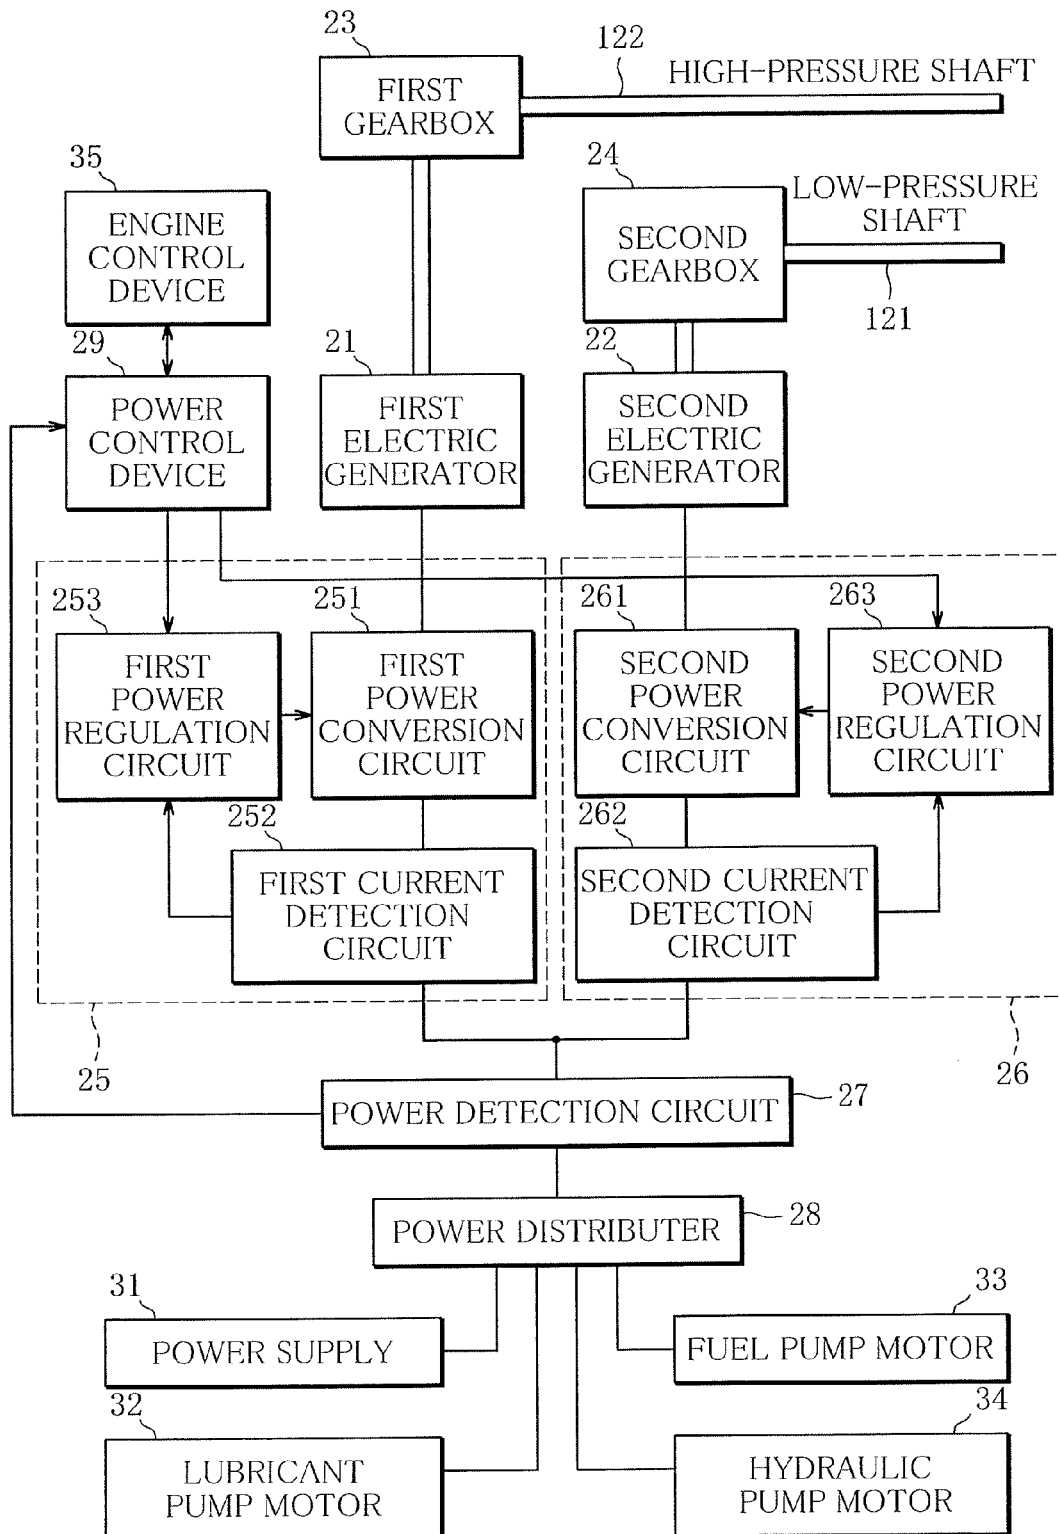 23
122
HIGH-PRESSURE SHAFT
FIRST
GEARBOX
35
24
LOW-PRESSURE
SHAFT
ENGINE
CONTROL
DEVICE
SECOND
GEARBOX
121
29
21
22
POWER
CONTROL
DEVICE
FIRST
ELECTRIC
GENERATOR
SECOND
ELECTRIC
GENERATOR
253
251
261
263
FIRST
POWER
REGULATION
CIRCUIT
FIRST
POWER
CONVERSION
CIRCUIT
SECOND
POWER
CONVERSION
CIRCUIT
SECOND
POWER
REGULATION
CIRCUIT
252
262
FIRST CURRENT
DETECTION
CIRCUIT
SECOND CURRENT
DETECTION
CIRCUIT
25
26
27
POWER DETECTION CIRCUIT
28
POWER DISTRIBUTER
31
33
POWER SUPPLY
FUEL PUMP MOTOR
32
34
LUBRICANT
PUMP MOTOR
HYDRAULIC
PUMP MOTOR